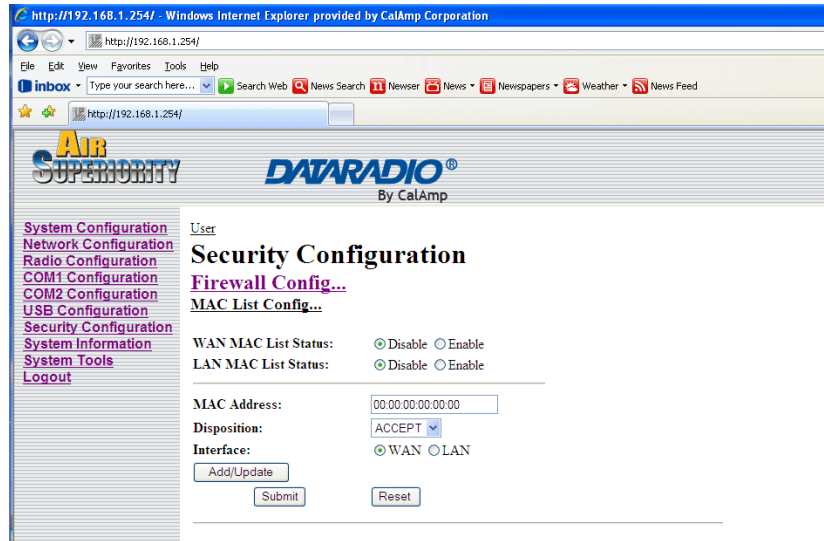 http://192.168.1.254/ - Windows Internet Explorer provided by CalAmp Corporation
http://192.168.1.254/
File Edit View Favorites Tools Help
inbox Type your search here... Search Web News Search Newser News Newspapers Weather News Feed
http://192.168.1.254/
AIR SUPERIORITY
DATARADIO®
By CalAmp
System Configuration
Network Configuration
Radio Configuration
COM1 Configuration
COM2 Configuration
USB Configuration
Security Configuration
System Information
System Tools
Logout
User
Security Configuration
Firewall Config...
MAC List Config...
WAN MAC List Status: Disable Enable
LAN MAC List Status: Disable Enable
MAC Address: 00:00:00:00:00:00
Disposition: ACCEPT
Interface: WAN LAN
Add/Update
Submit Reset